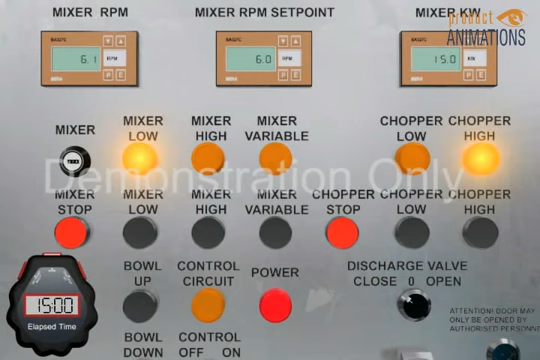 MIXER RPM
MIXER RPM SETPOINT
MIXER KW
product
ANIMATIONS
6.1
RPM
P E
6.0
RPM
P E
15.0
KW
P E
MIXER
MIXER LOW
MIXER HIGH
MIXER VARIABLE
CHOPPER LOW
CHOPPER HIGH
Demonstration Only
MIXER STOP
MIXER LOW
MIXER HIGH
MIXER VARIABLE
CHOPPER STOP
CHOPPER LOW
CHOPPER HIGH
BOWL UP
CONTROL CIRCUIT
POWER
DISCHARGE VALVE
CLOSE 0 OPEN
15:00
Elapsed Time
ATTENTION! DOOR MAY
ONLY BE OPENED BY
AUTHORISED PERSONNE
BOWL DOWN
CONTROL
OFF ON